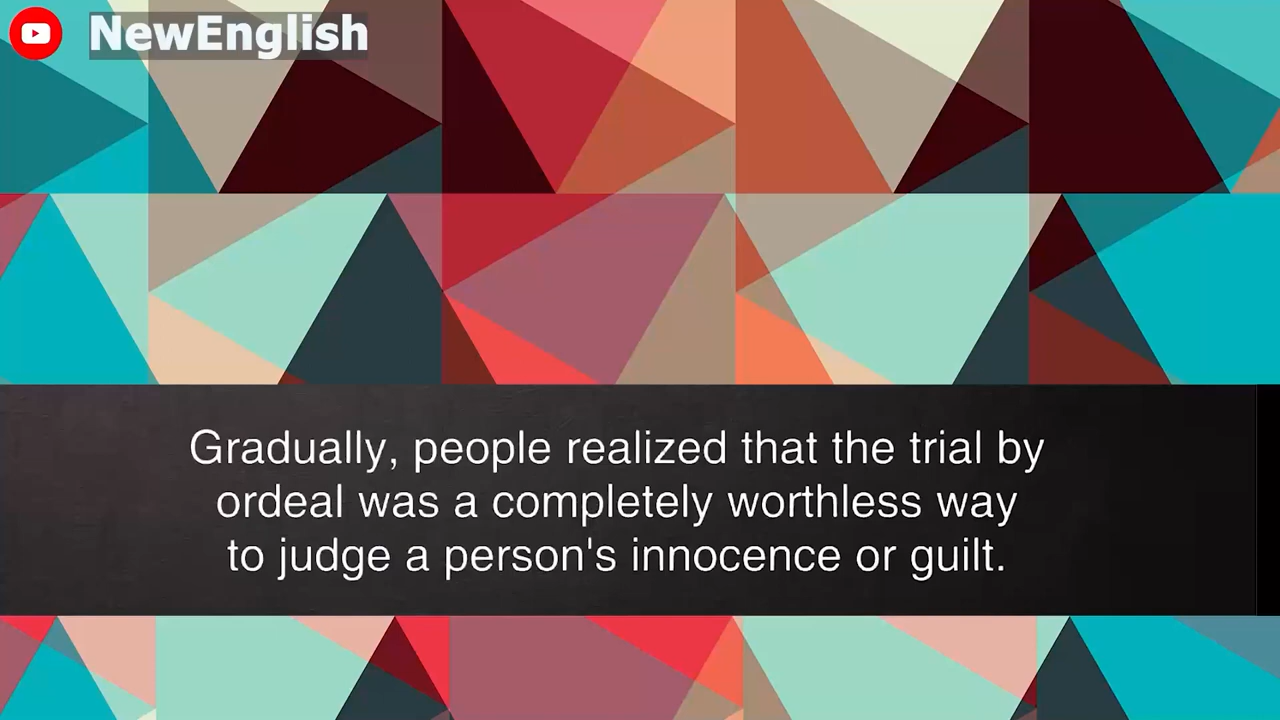 NewEnglish
Gradually, people realized that the trial by
ordeal was a completely worthless way
to judge a person's innocence or guilt.